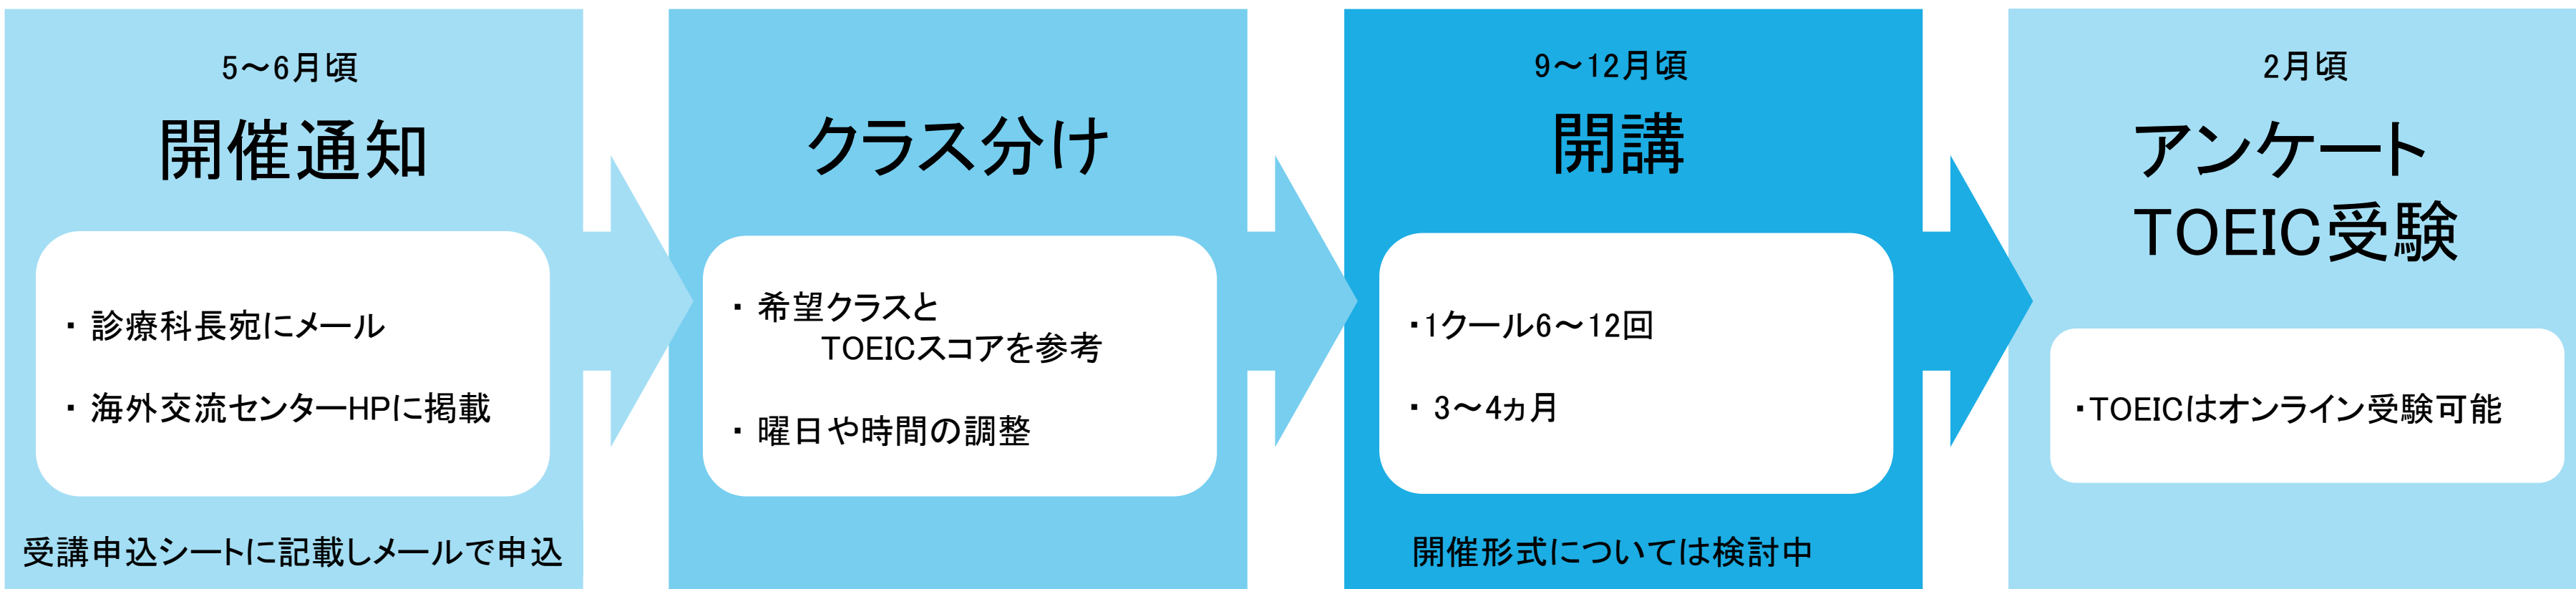 5～6月頃
開催通知
・ 診療科長宛にメール
・ 海外交流センターHPに掲載
受講申込シートに記載しメールで申込
クラス分け
・ 希望クラスと
TOEICスコアを参考
・ 曜日や時間の調整
9～12月頃
開講
・1クール6～12回
・ 3～4ヵ月
開催形式については検討中
2月頃
アンケート
TOEIC受験
・TOEICはオンライン受験可能